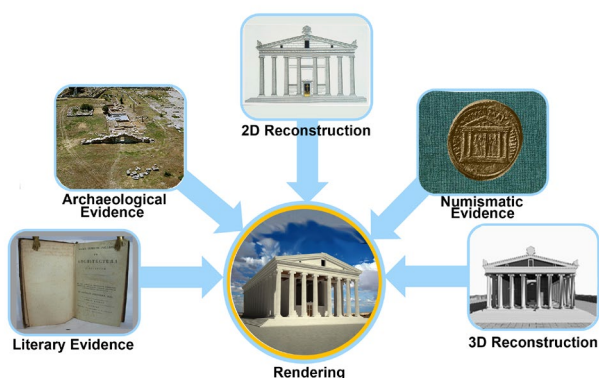 2D Reconstruction
Archaeological
Evidence
Numismatic
Evidence
Literary Evidence
3D Reconstruction
Rendering